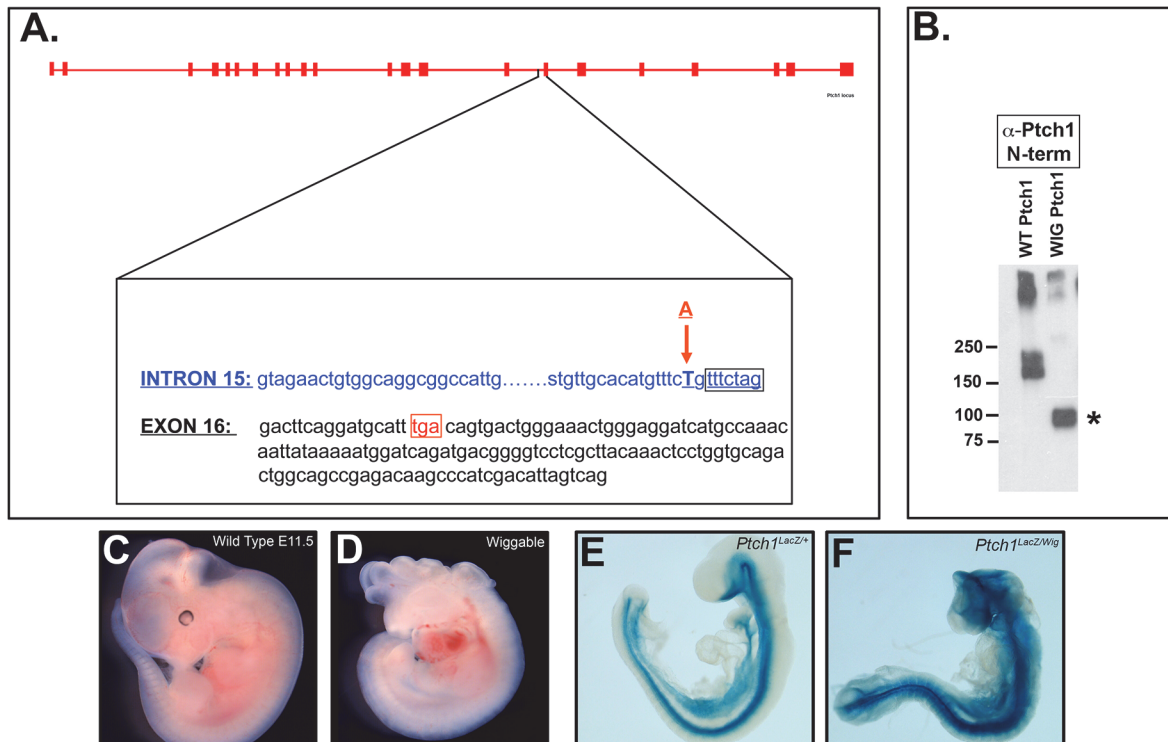 A.
Ptch1 locus
A
INTRON 15: gtagaactgtggcaggcggccattg.......stgttgcacatgtttcTgtttctag
EXON 16: gacttcaggatgcatt tga cagtgactgggaaactgggaggatcatgccaaac
aattataaaaatggatcagatgacggggtcctcgcttacaaactcctggtgcaga
ctggcagccgagacaagcccatcgacattagtcag
B.
α-Ptch1
N-term
WT Ptch1
WIG Ptch1
250
150
100
75
*
C
Wild Type E11.5
D
Wiggable
E
Ptch1LacZ/+
F
Ptch1LacZ/Wig